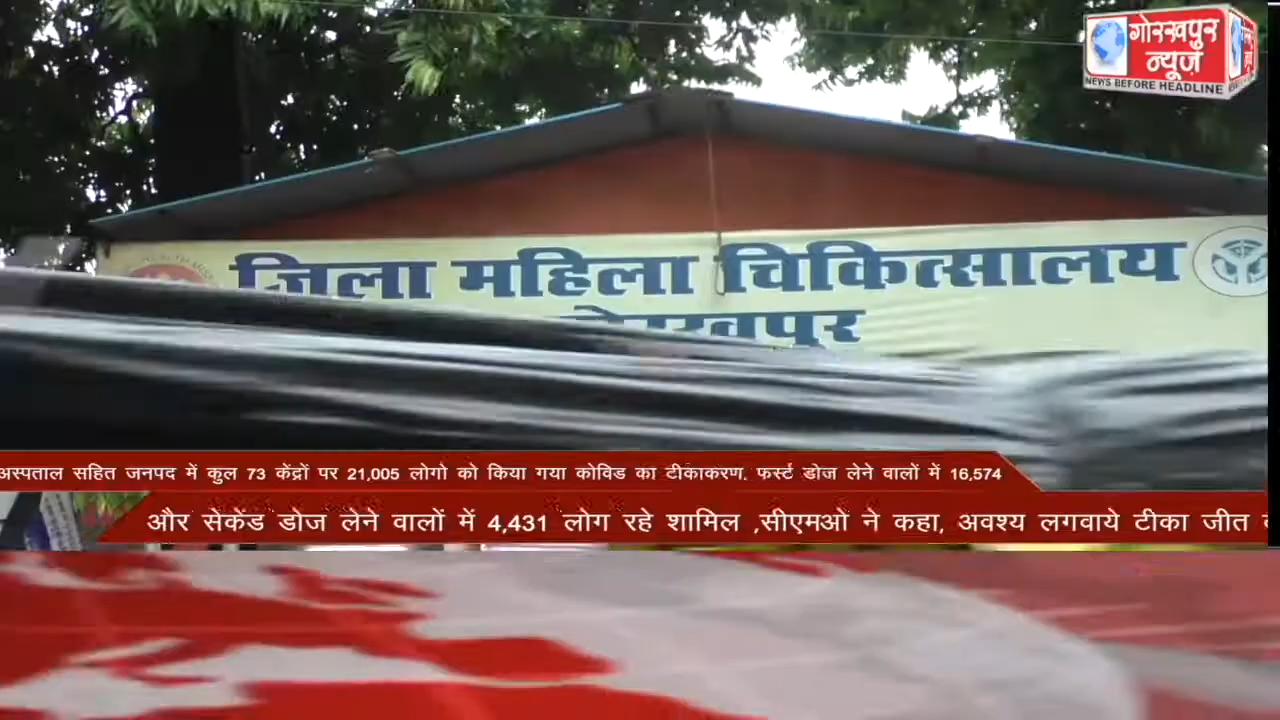 गोरखपुर
न्यूज़
NEWS BEFORE HEADLINE
जिला महिला चिकित्सालय
गोरखपुर
अस्पताल सहित जनपद में कुल 73 केंद्रों पर 21,005 लोगो को किया गया कोविड का टीकाकरण. फर्स्ट डोज लेने वालों में 16,574
और सेकेंड डोज लेने वालों में 4,431 लोग रहे शामिल ,सीएमओ ने कहा, अवश्य लगवाये टीका जीत